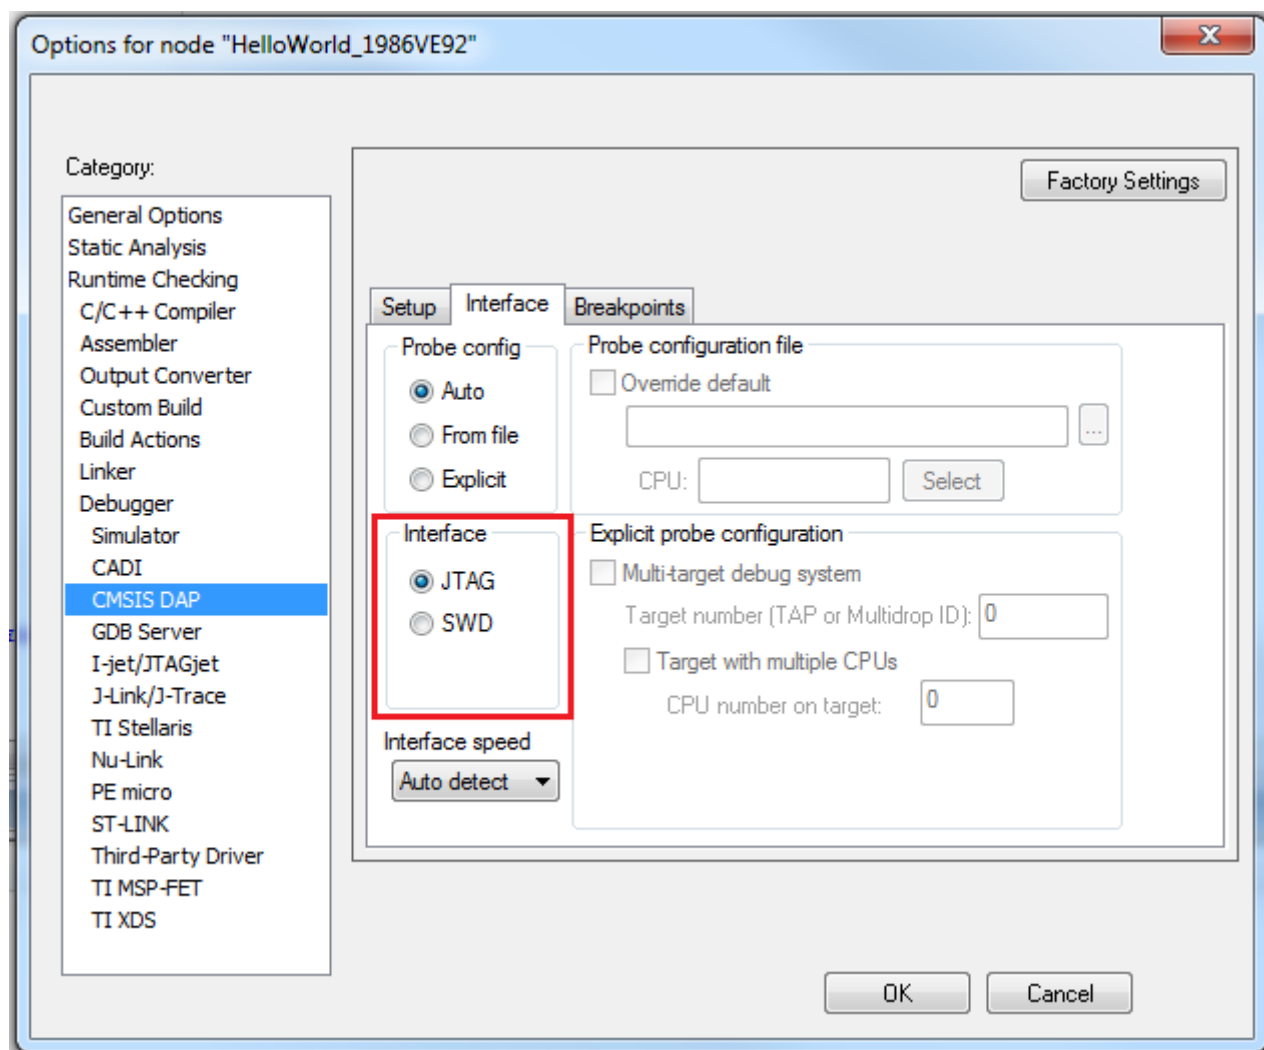 Options for node "HelloWorld_1986VE92"
X
Category:
Factory Settings
General Options
Static Analysis
Runtime Checking
C/C++ Compiler
Assembler
Output Converter
Custom Build
Build Actions
Linker
Debugger
Simulator
CADI
CMSIS DAP
GDB Server
I-jet/JTAGjet
J-Link/J-Trace
TI Stellaris
Nu-Link
PE micro
ST-LINK
Third-Party Driver
TI MSP-FET
TI XDS
Setup Interface Breakpoints
Probe config
Auto
From file
Explicit
Probe configuration file
Override default
...
CPU: Select
Interface
JTAG
SWD
Explicit probe configuration
Multi-target debug system
Target number (TAP or Multidrop ID): 0
Target with multiple CPUs
CPU number on target: 0
Interface speed
Auto detect
OK Cancel